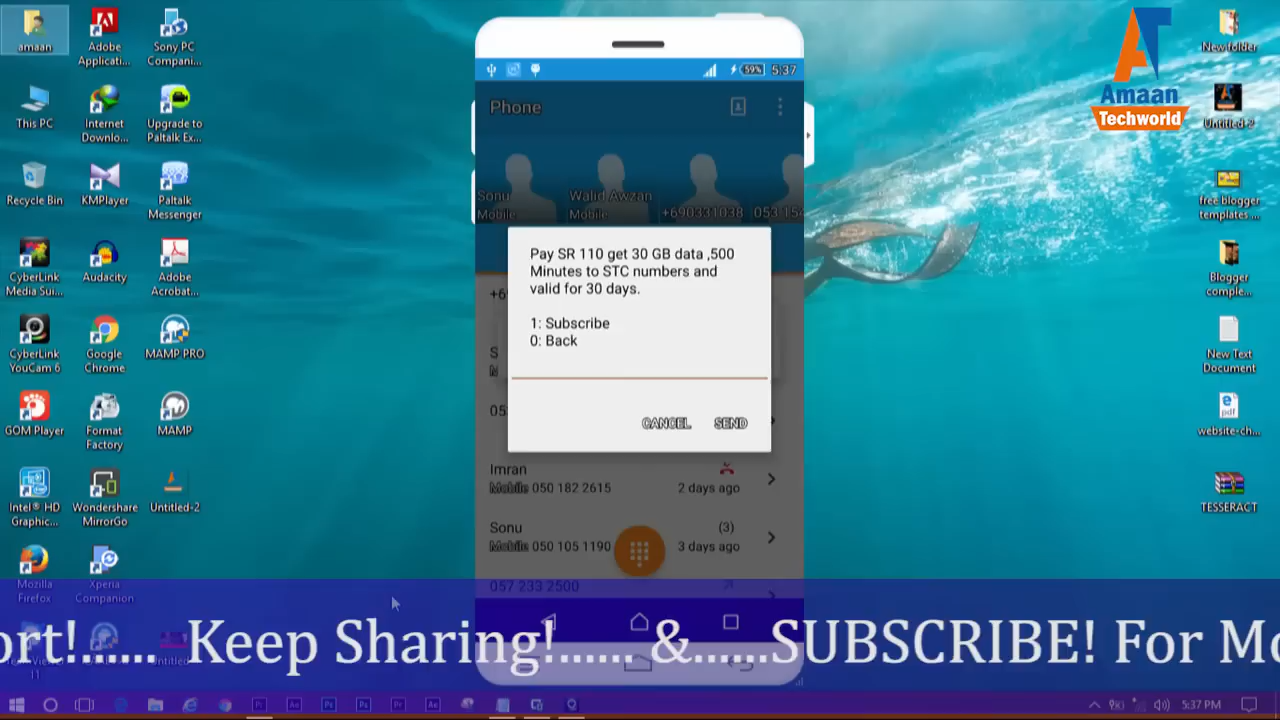 amaan
Adobe
Applicati...
Sony PC
Compani...
This PC
Internet
Downlo...
Upgrade to
Paltalk Ex...
Recycle Bin
KMPlayer
Paltalk
Messenger
CyberLink
Media Sui...
Audacity
Adobe
Acrobat...
CyberLink
YouCam 6
Google
Chrome
MAMP PRO
GOM Player
Format
Factory
MAMP
Intel® HD
Graphic...
Wondershare
MirrorGo
Untitled-2
Mozilla
Firefox
Xperia
Companion
59% 5:37
Phone
Sonu
Mobile
Walid Awzan
Mobile
+690331038
Pay SR 110 get 30 GB data ,500
Minutes to STC numbers and
valid for 30 days.
1: Subscribe
0: Back
CANCEL SEND
Imran
Mobile 050 182 2615 2 days ago
Sonu (3)
Mobile 050 105 1190 3 days ago
057 233 2500
Amaan
Techworld
New folder
Untitled-2
free blogger
templates ...
Blogger
comple...
New Text
Document
pdf
website-ch...
TESSERACT
ort!...... Keep Sharing!....... &......SUBSCRIBE! For Mo
5:37 PM